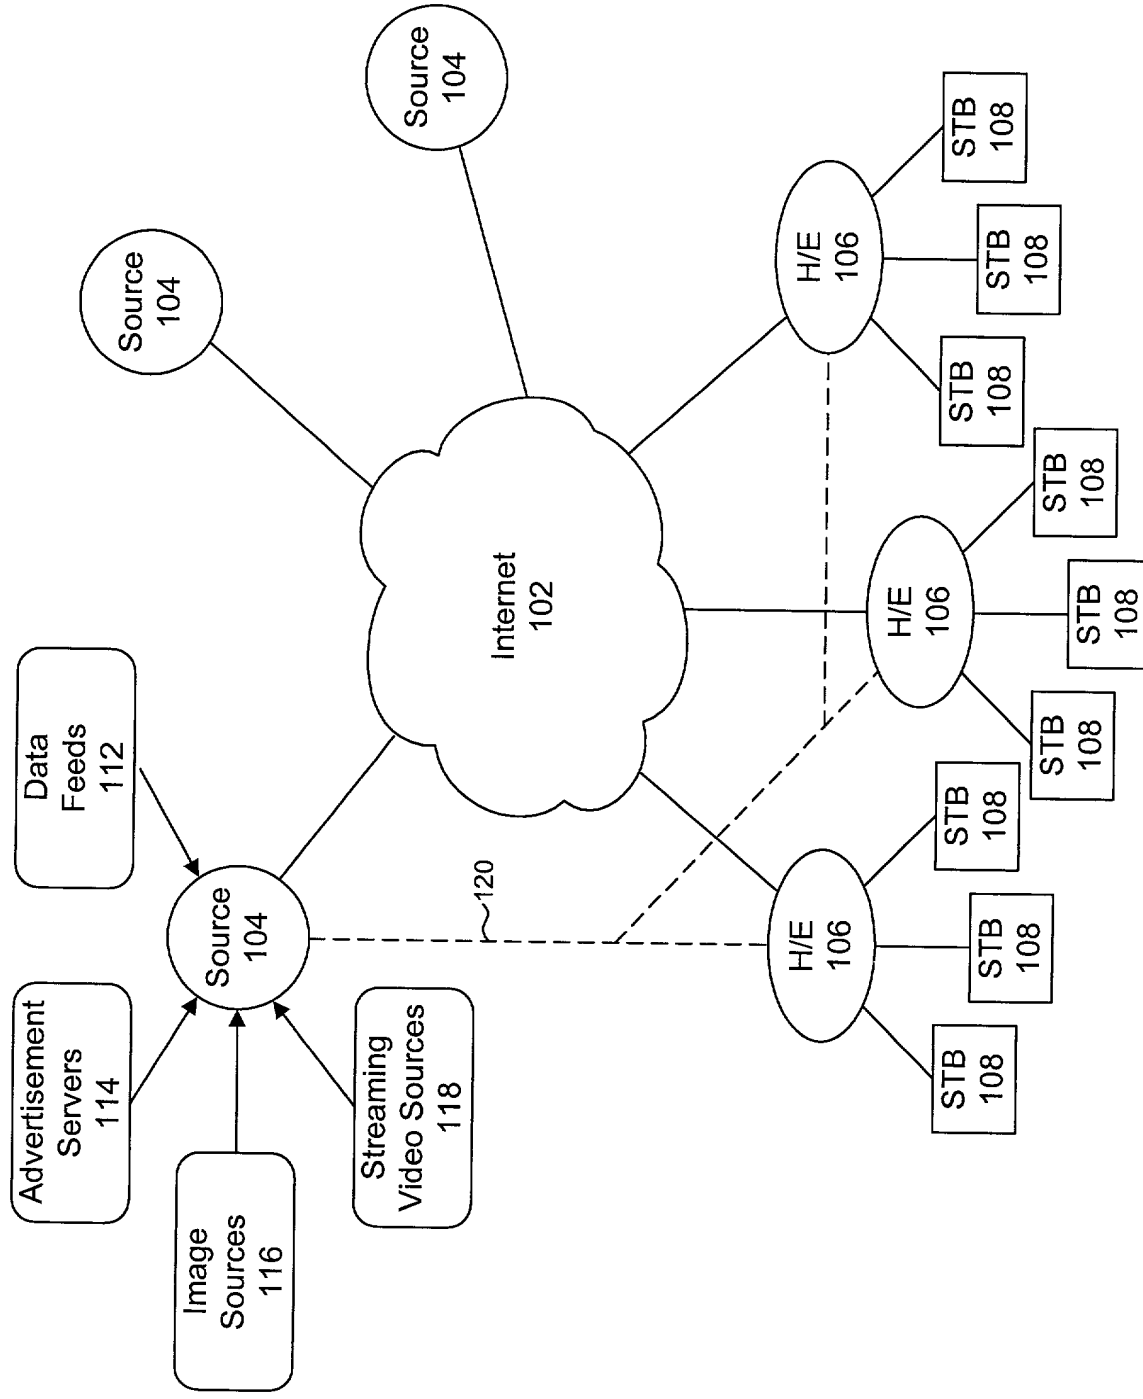 Advertisement
Servers
114
Data
Feeds
112
Source
104
Image
Sources
116
Source
104
Streaming
Video Sources
118
Source
104
120
Internet
102
H/E
106
H/E
106
H/E
106
STB
108
STB
108
STB
108
STB
108
STB
108
STB
108
STB
108
STB
108
STB
108